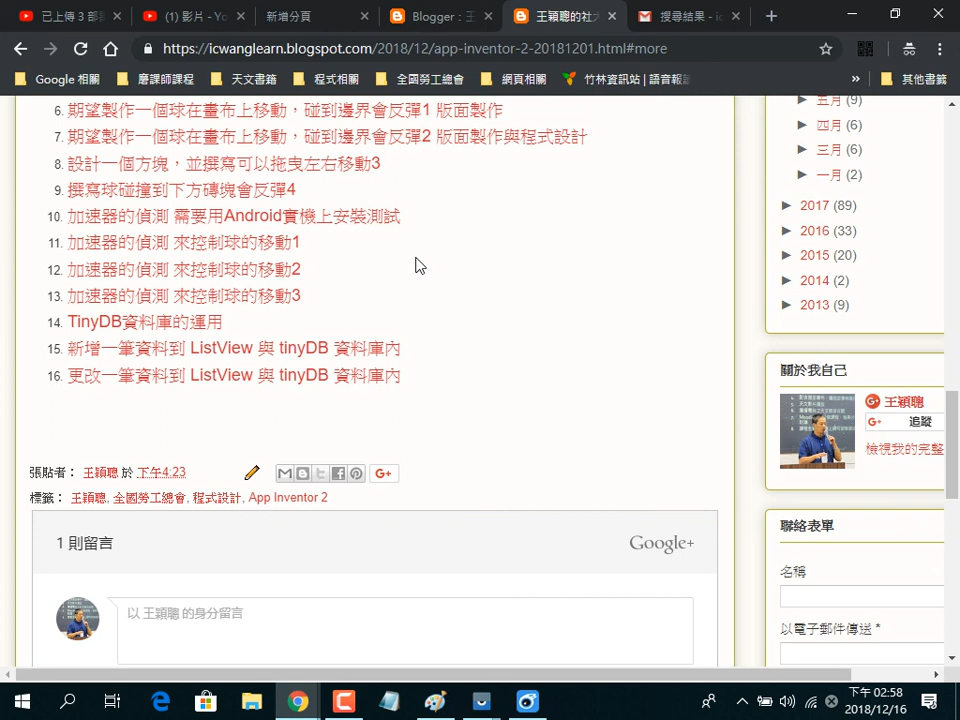 已上傳 3 部
(1) 影片 - Yo
新增分頁
Blogger：王
王穎聰的社
搜尋結果 - ic
https://icwanglearn.blogspot.com/2018/12/app-inventor-2-20181201.html#more
Google 相關
磨課師課程
天文書籤
程式相關
全國勞工總會
網頁相關
竹林資訊站 | 語音報
»
其他書籤
6. 期望製作一個球在畫布上移動，碰到邊界會反彈1 版面製作
7. 期望製作一個球在畫布上移動，碰到邊界會反彈2 版面製作與程式設計
8. 設計一個方塊，並撰寫可以拖曳左右移動3
9. 撰寫球碰撞到下方磚塊會反彈4
10. 加速器的偵測 需要用Android實機上安裝測試
11. 加速器的偵測 來控制球的移動1
12. 加速器的偵測 來控制球的移動2
13. 加速器的偵測 來控制球的移動3
14. TinyDB資料庫的運用
15. 新增一筆資料到 ListView 與 tinyDB 資料庫內
16. 更改一筆資料到 ListView 與 tinyDB 資料庫內
張貼者： 王穎聰 於 下午4:23
G+
標籤： 王穎聰, 全國勞工總會, 程式設計, App Inventor 2
1 則留言
Google+
以 王穎聰 的身分留言
► 五月 (9)
► 四月 (6)
► 三月 (6)
► 一月 (2)
► 2017 (89)
► 2016 (33)
► 2015 (20)
► 2014 (2)
► 2013 (9)
關於我自己
G+ 王穎聰
G+ 追蹤
檢視我的完整
聯絡表單
名稱
以電子郵件傳送 *
下午 02:58
2018/12/16